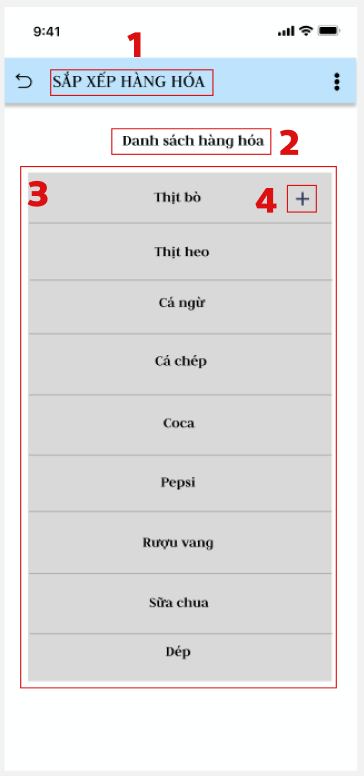 9:41
1
SẮP XẾP HÀNG HÓA
Danh sách hàng hóa 2
3 Thịt bò 4 +
Thịt heo
Cá ngừ
Cá chép
Coca
Pepsi
Rượu vang
Sữa chua
Dép